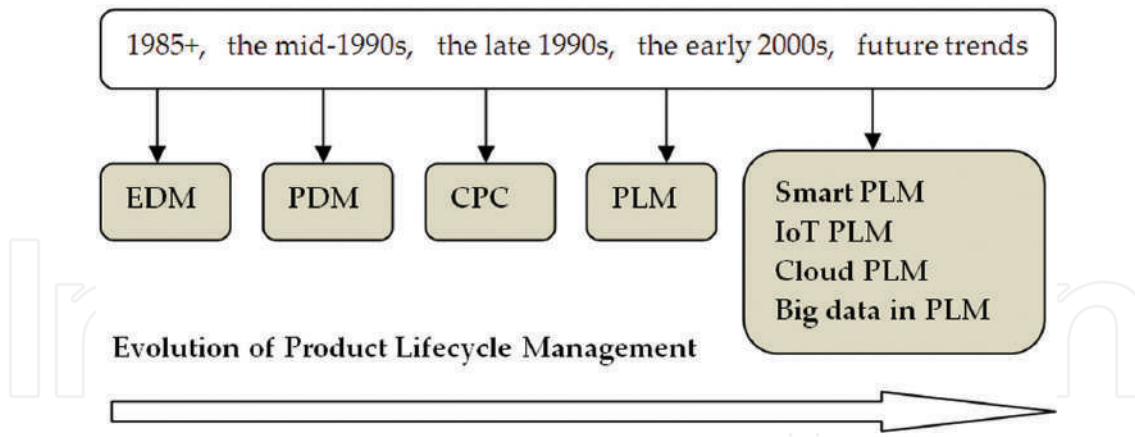 1985+, the mid-1990s, the late 1990s, the early 2000s, future trends
EDM
PDM
CPC
PLM
Smart PLM
IoT PLM
Cloud PLM
Big data in PLM
Evolution of Product Lifecycle Management